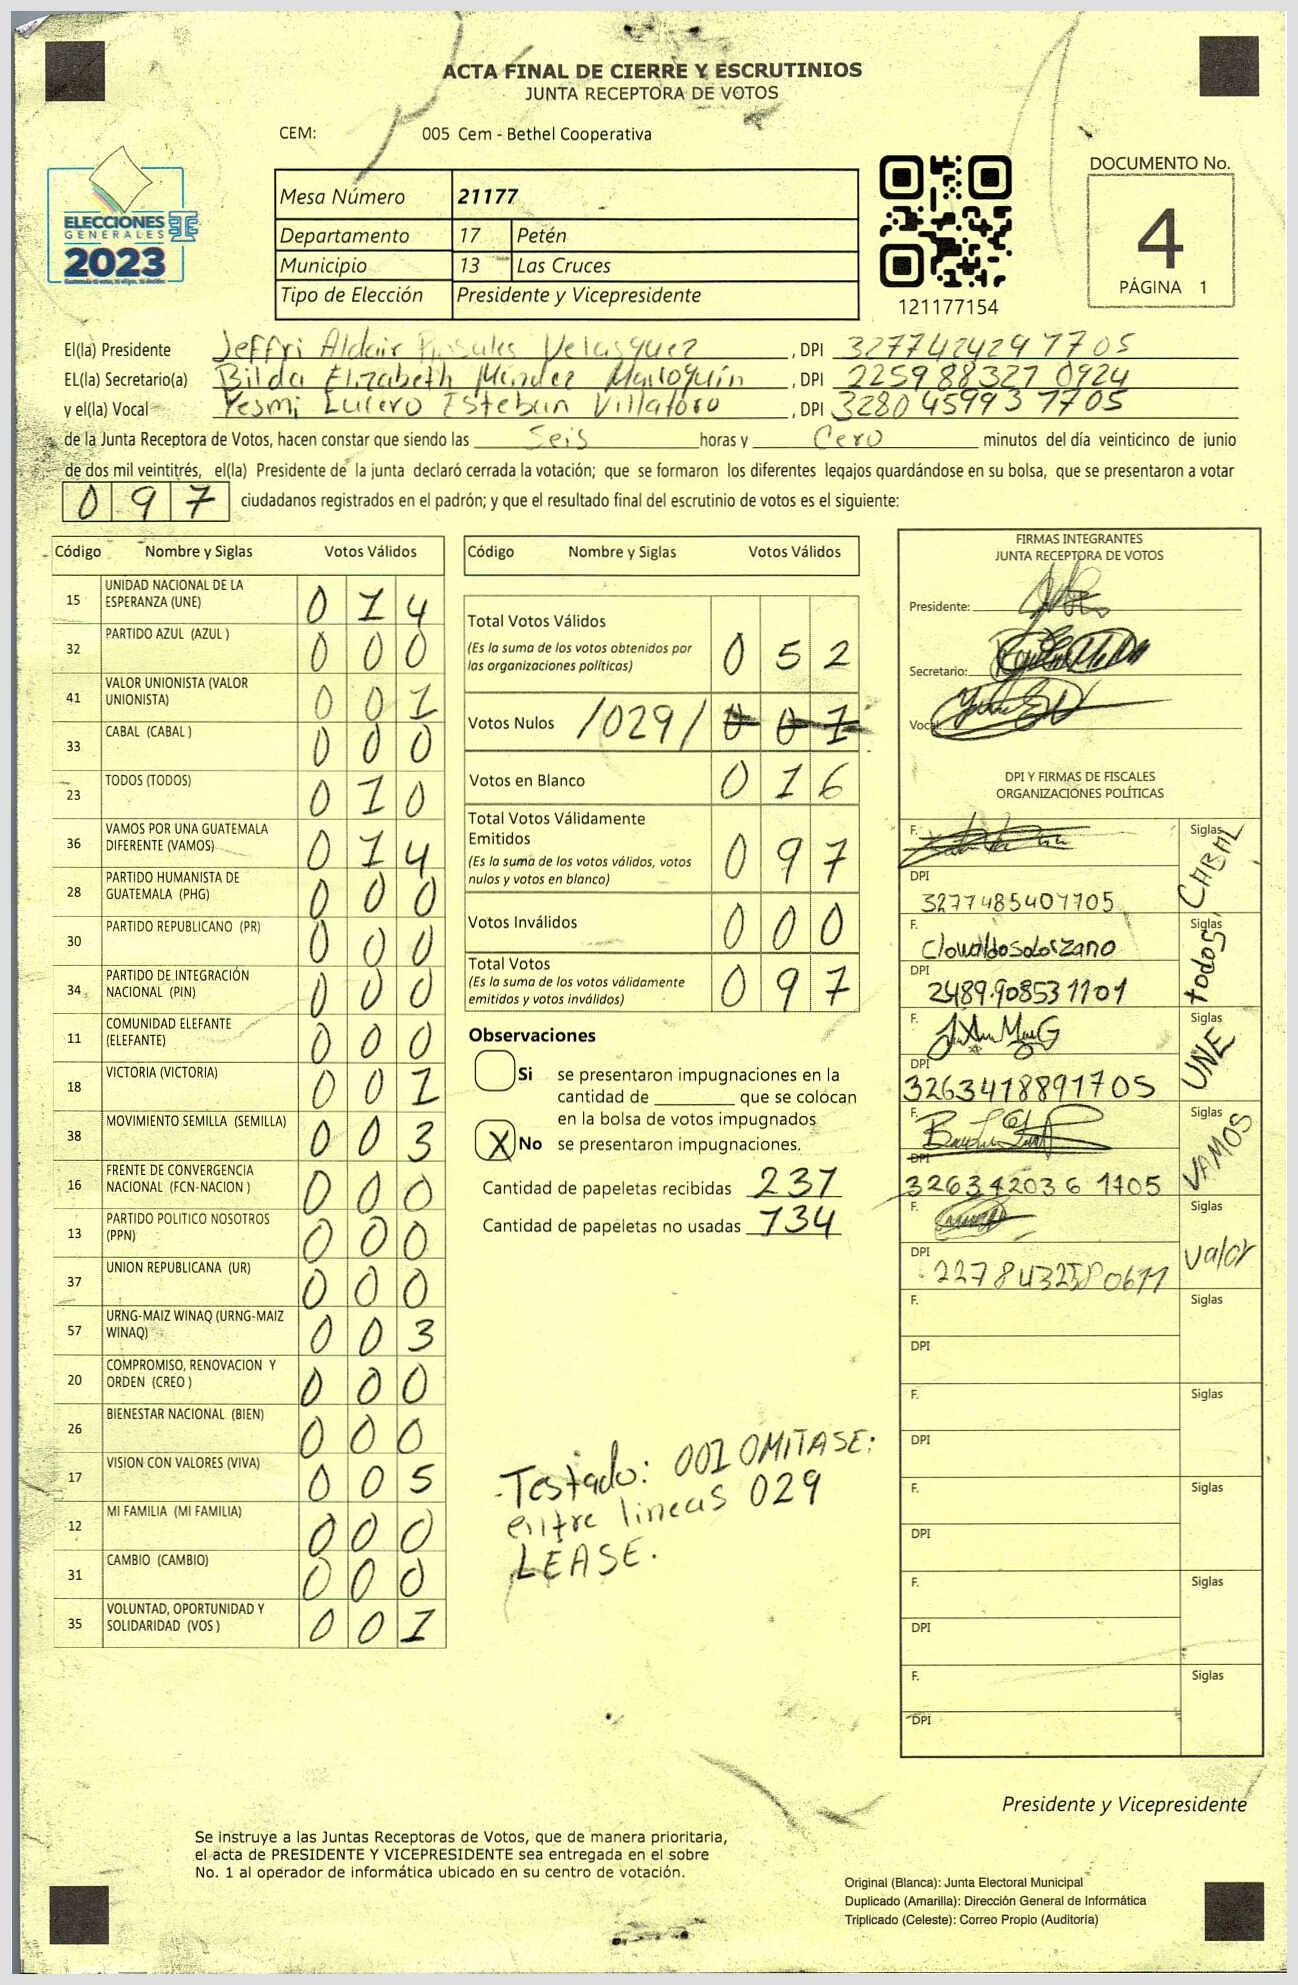 ACTA FINAL DE CIERRE Y ESCRUTINIOS
JUNTA RECEPTORA DE VOTOS
CEM: 005 Cem - Bethel Cooperativa
ELECCIONES
GENERALES
2023
Mesa Número 21177
Departamento 17 Petén
Municipio 13 Las Cruces
Tipo de Elección Presidente y Vicepresidente
121177154
DOCUMENTO No.
4
PÁGINA 1
El(la) Presidente Jeffri Aldair Rosales Velasquez , DPI 3277424297705
EL(la) Secretario(a) Bilda Elizabeth Méndez Marroquín , DPI 2259 88327 0924
y el(la) Vocal Yesmi Lucero Esteban Villatoro , DPI 3280 45993 1705
de la Junta Receptora de Votos, hacen constar que siendo las Seis horas y Cero minutos del día veinticinco de junio
de dos mil veintitrés, el(la) Presidente de la junta declaró cerrada la votación; que se formaron los diferentes legajos quardándose en su bolsa, que se presentaron a votar
097 ciudadanos registrados en el padrón; y que el resultado final del escrutinio de votos es el siguiente:
Código Nombre y Siglas Votos Válidos
15 UNIDAD NACIONAL DE LA ESPERANZA (UNE) 0 1 4
32 PARTIDO AZUL (AZUL ) 0 0 0
41 VALOR UNIONISTA (VALOR UNIONISTA) 0 0 1
33 CABAL (CABAL ) 0 0 0
23 TODOS (TODOS) 0 1 0
36 VAMOS POR UNA GUATEMALA DIFERENTE (VAMOS) 0 1 4
28 PARTIDO HUMANISTA DE GUATEMALA (PHG) 0 0 0
30 PARTIDO REPUBLICANO (PR) 0 0 0
34 PARTIDO DE INTEGRACIÓN NACIONAL (PIN) 0 0 0
11 COMUNIDAD ELEFANTE (ELEFANTE) 0 0 0
18 VICTORIA (VICTORIA) 0 0 1
38 MOVIMIENTO SEMILLA (SEMILLA) 0 0 3
16 FRENTE DE CONVERGENCIA NACIONAL (FCN-NACION ) 0 0 0
13 PARTIDO POLITICO NOSOTROS (PPN) 0 0 0
37 UNION REPUBLICANA (UR) 0 0 0
57 URNG-MAIZ WINAQ (URNG-MAIZ WINAQ) 0 0 3
20 COMPROMISO, RENOVACION Y ORDEN (CREO ) 0 0 0
26 BIENESTAR NACIONAL (BIEN) 0 0 0
17 VISION CON VALORES (VIVA) 0 0 5
12 MI FAMILIA (MI FAMILIA) 0 0 0
31 CAMBIO (CAMBIO) 0 0 0
35 VOLUNTAD, OPORTUNIDAD Y SOLIDARIDAD (VOS ) 0 0 1
Código Nombre y Siglas Votos Válidos
Total Votos Válidos
(Es la suma de los votos obtenidos por
las organizaciones políticas) 0 5 2
Votos Nulos /029/ 0 0 1
Votos en Blanco 0 1 6
Total Votos Válidamente
Emitidos
(Es la suma de los votos válidos, votos
nulos y votos en blanco) 0 9 7
Votos Inválidos 0 0 0
Total Votos
(Es la suma de los votos válidamente
emitidos y votos inválidos) 0 9 7
Observaciones
Si se presentaron impugnaciones en la
cantidad de ________ que se colocan
en la bolsa de votos impugnados
X No se presentaron impugnaciones.
Cantidad de papeletas recibidas 231
Cantidad de papeletas no usadas 134
Testado: 001 OMITASE:
entre lineas 029
LEASE.
FIRMAS INTEGRANTES
JUNTA RECEPTORA DE VOTOS
Presidente:
Secretario:
Vocal:
DPI Y FIRMAS DE FISCALES
ORGANIZACIONES POLÍTICAS
F. Siglas CABAL
DPI
3277485401705
F. Clowaldo Solorzano Siglas todos
DPI
2489.908531101
F. Siglas UNE
DPI
3263418891705
F. Siglas VAMOS
DPI
326342036 1705
F. Siglas Valor
DPI
2278432580611
F. Siglas
DPI
F. Siglas
DPI
F. Siglas
DPI
F. Siglas
DPI
F. Siglas
DPI
Presidente y Vicepresidente
Se instruye a las Juntas Receptoras de Votos, que de manera prioritaria,
el acta de PRESIDENTE Y VICEPRESIDENTE sea entregada en el sobre
No. 1 al operador de informática ubicado en su centro de votación.
Original (Blanca): Junta Electoral Municipal
Duplicado (Amarilla): Dirección General de Informática
Triplicado (Celeste): Correo Propio (Auditoría)